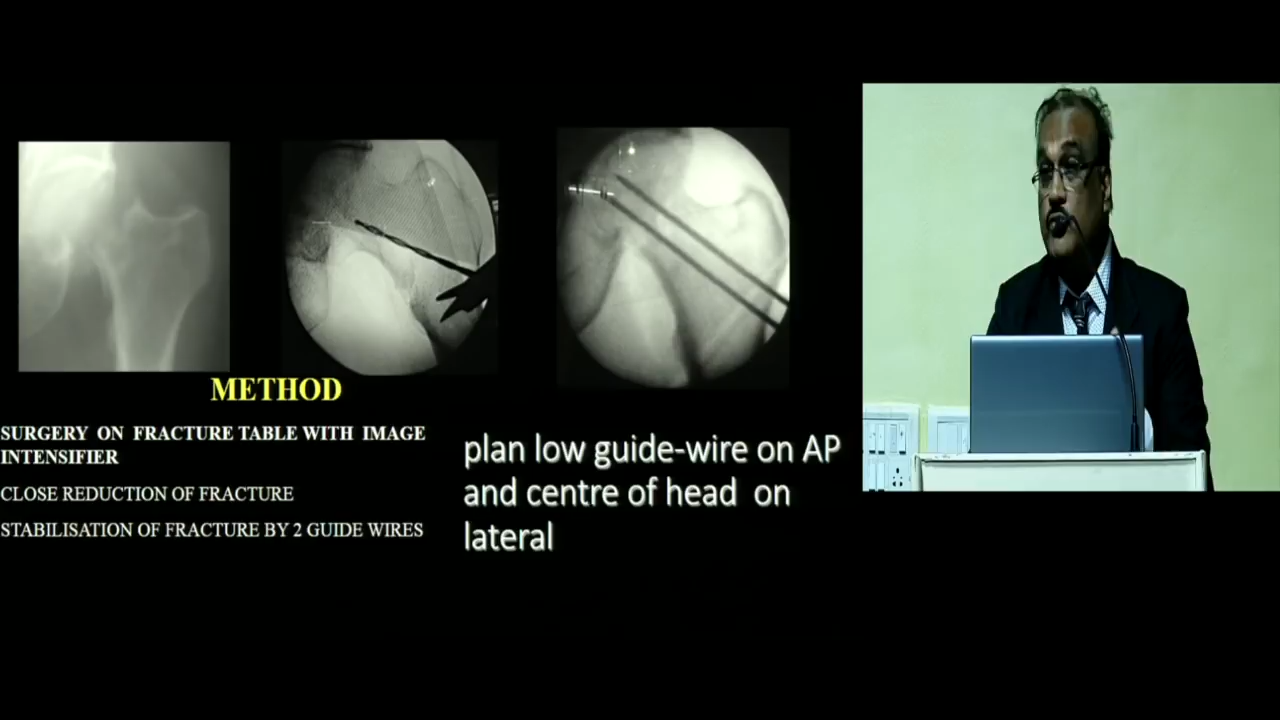 METHOD
SURGERY ON FRACTURE TABLE WITH IMAGE
INTENSIFIER
CLOSE REDUCTION OF FRACTURE
STABILISATION OF FRACTURE BY 2 GUIDE WIRES
plan low guide-wire on AP
and centre of head on
lateral